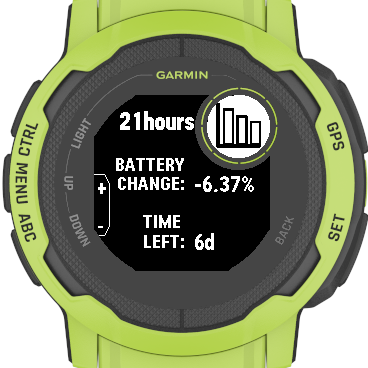 GARMIN
21hours
BATTERY
CHANGE: -6.37%
TIME
LEFT: 6d
+
-
LIGHT
CTRL
UP
MENU
DOWN
ABC
GPS
BACK
SET